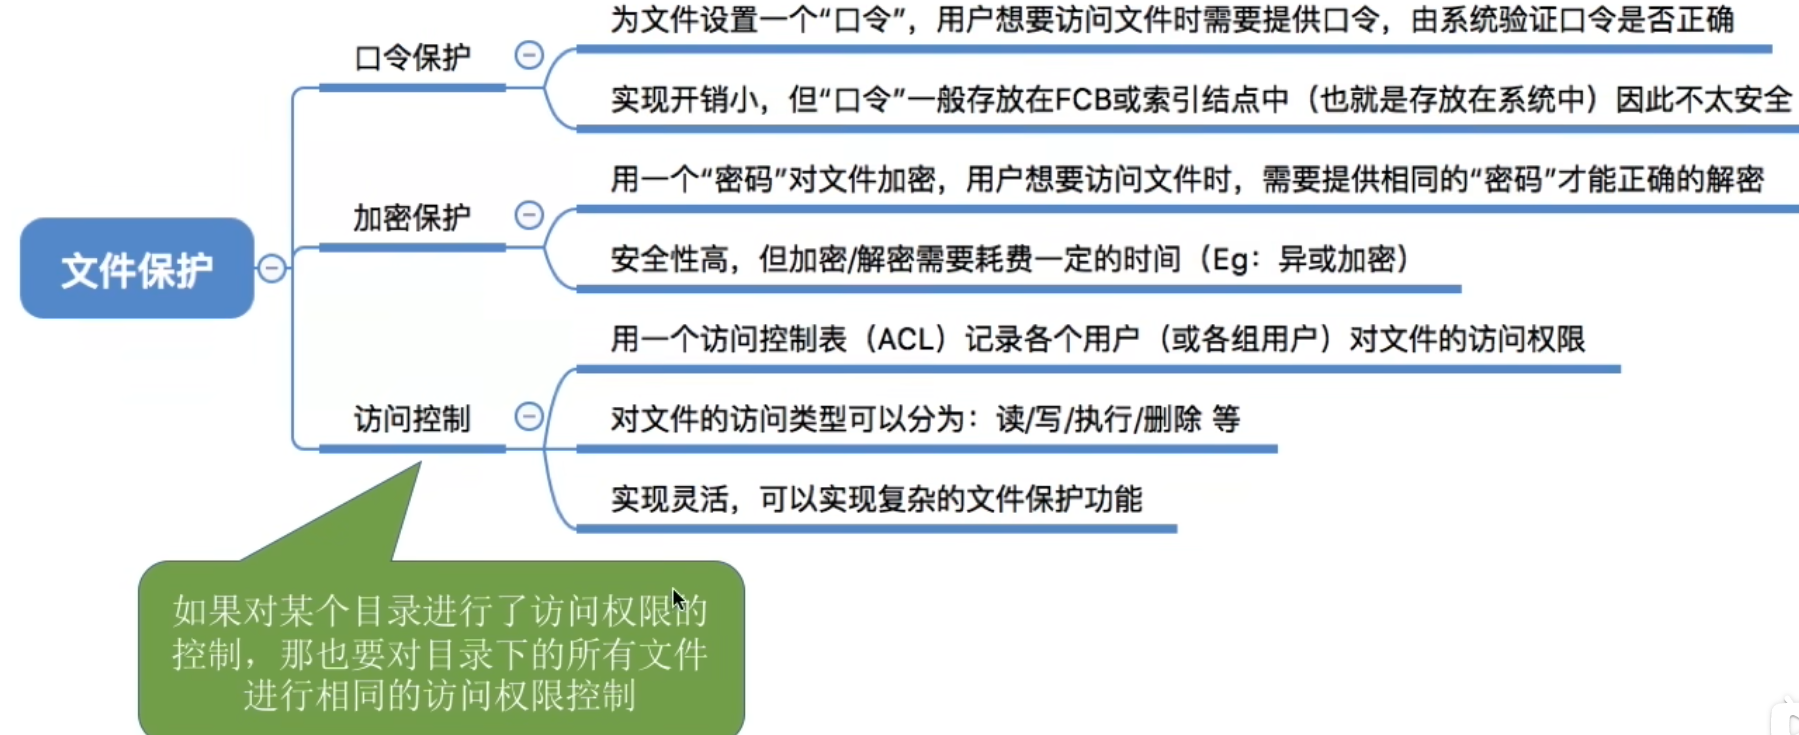 为文件设置一个“口令”，用户想要访问文件时需要提供口令，由系统验证口令是否正确
口令保护
实现开销小，但“口令”一般存放在FCB或索引结点中（也就是存放在系统中）因此不太安全
用一个“密码”对文件加密，用户想要访问文件时，需要提供相同的“密码”才能正确的解密
加密保护
安全性高，但加密/解密需要耗费一定的时间（Eg：异或加密）
文件保护
用一个访问控制表（ACL）记录各个用户（或各组用户）对文件的访问权限
访问控制
对文件的访问类型可以分为：读/写/执行/删除 等
实现灵活，可以实现复杂的文件保护功能
如果对某个目录进行了访问权限的
控制，那也要对目录下的所有文件
进行相同的访问权限控制